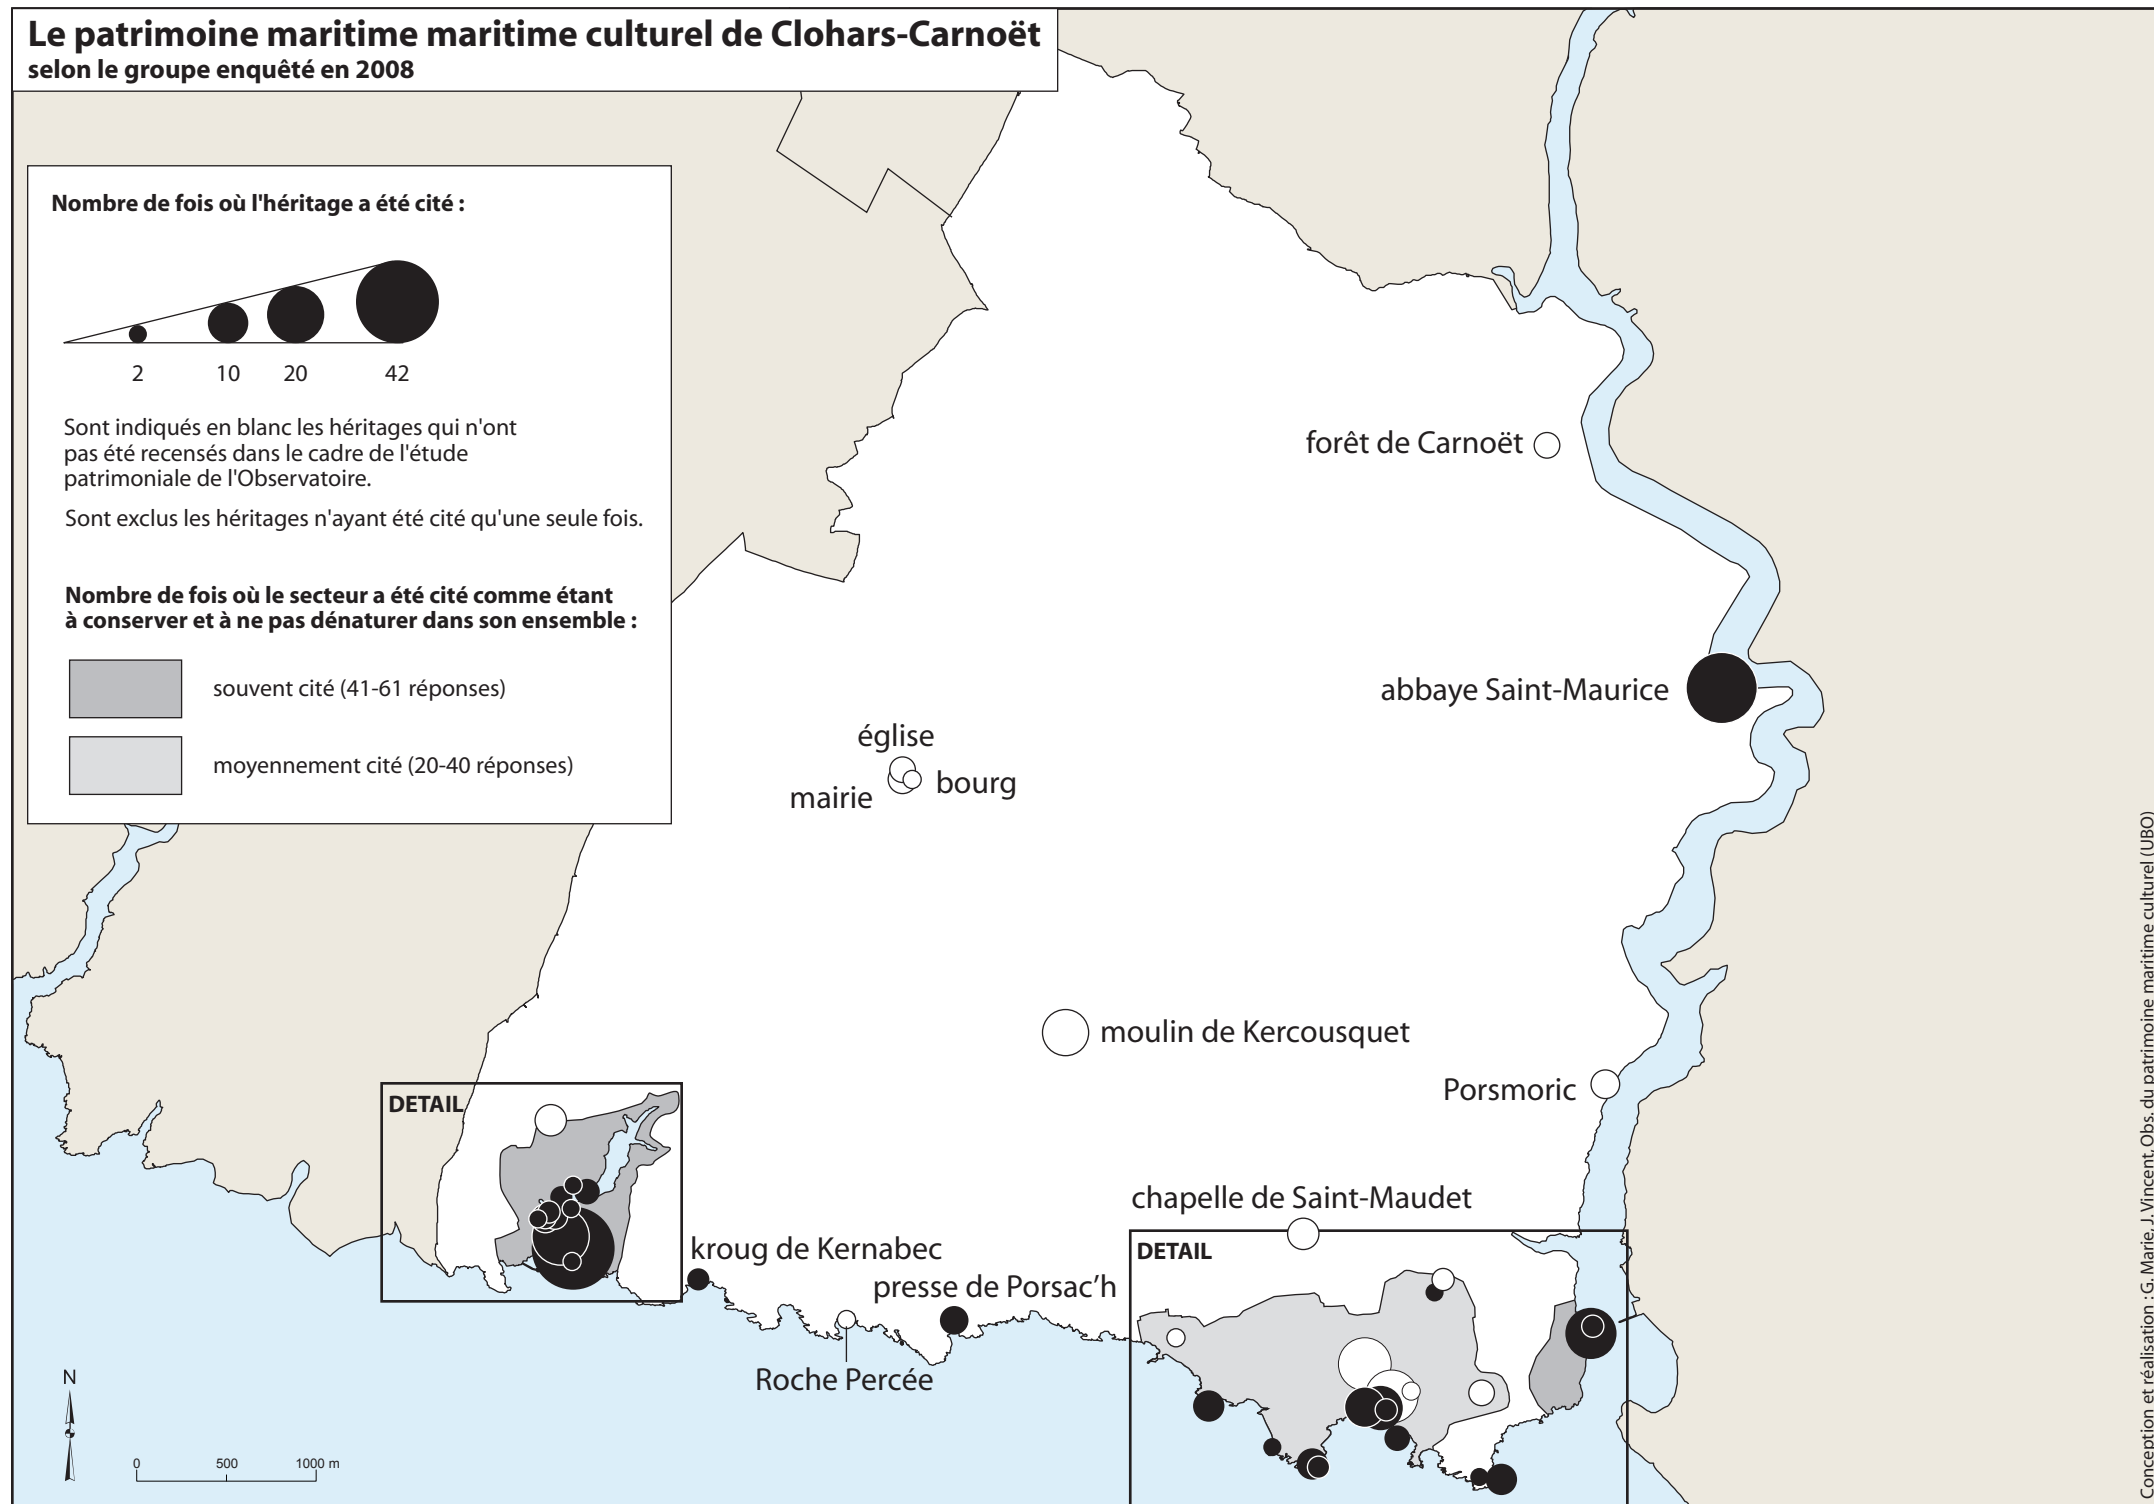 Le patrimoine maritime maritime culturel de Clohars-Carnoët
selon le groupe enquêté en 2008
Nombre de fois où l'héritage a été cité :
2 10 20 42
Sont indiqués en blanc les héritages qui n'ont
pas été recensés dans le cadre de l'étude
patrimoniale de l'Observatoire.
Sont exclus les héritages n'ayant été cité qu'une seule fois.
Nombre de fois où le secteur a été cité comme étant
à conserver et à ne pas dénaturer dans son ensemble :
souvent cité (41-61 réponses)
moyennement cité (20-40 réponses)
forêt de Carnoët
abbaye Saint-Maurice
église
bourg
mairie
moulin de Kercousquet
Porsmoric
DETAIL
chapelle de Saint-Maudet
DETAIL
kroug de Kernabec
presse de Porsac’h
Roche Percée
N
0 500 1000 m
Conception et réalisation : G. Marie, J. Vincent, Obs. du patrimoine maritime culturel (UBO)